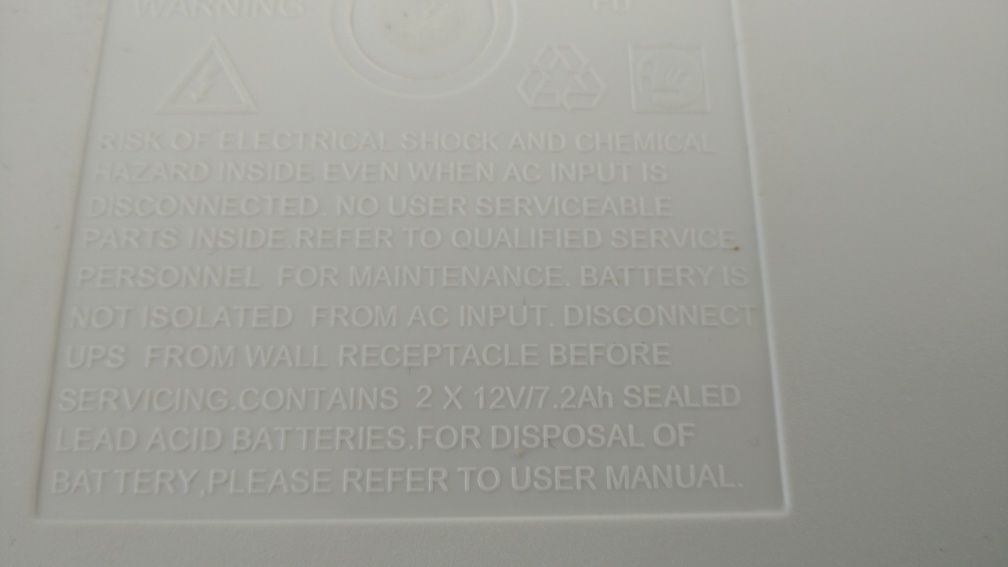 WARNING
RISK OF ELECTRICAL SHOCK AND CHEMICAL
HAZARD INSIDE EVEN WHEN AC INPUT IS
DISCONNECTED. NO USER SERVICEABLE
PARTS INSIDE.REFER TO QUALIFIED SERVICE
PERSONNEL FOR MAINTENANCE. BATTERY IS
NOT ISOLATED FROM AC INPUT. DISCONNECT
UPS FROM WALL RECEPTACLE BEFORE
SERVICING.CONTAINS 2 X 12V/7.2Ah SEALED
LEAD ACID BATTERIES.FOR DISPOSAL OF
BATTERY,PLEASE REFER TO USER MANUAL.